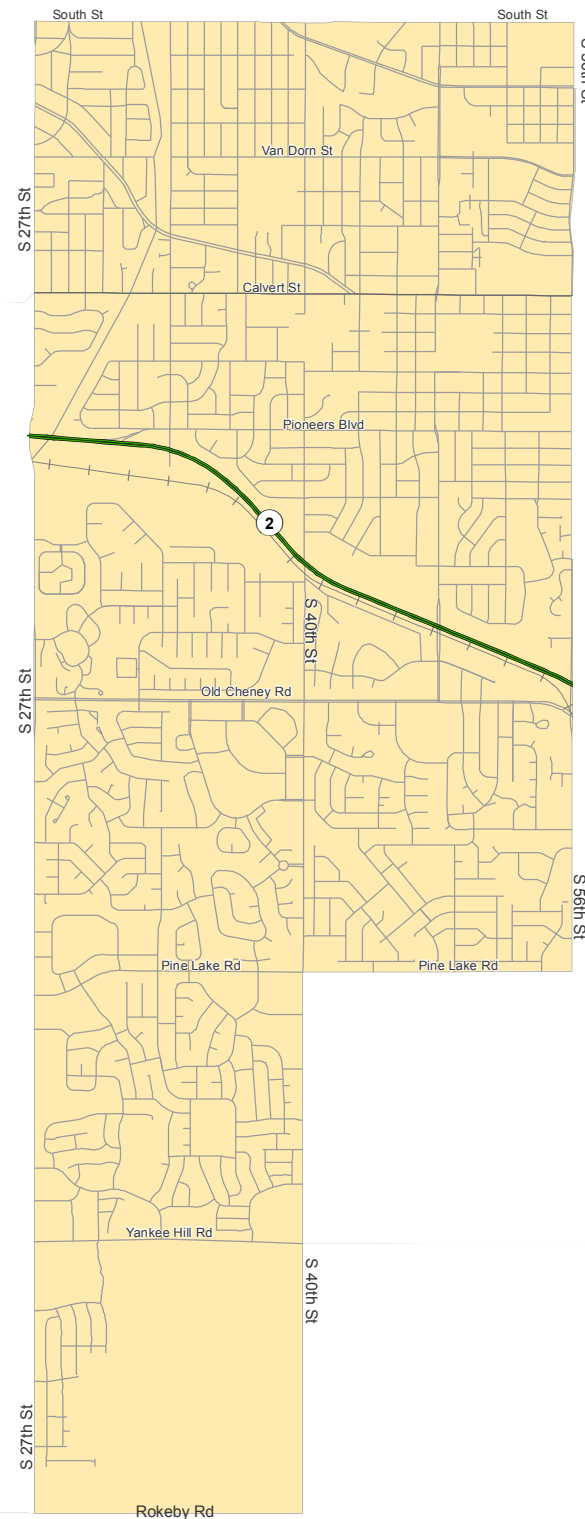 South St
South St
S 56th St
Van Dorn St
S 27th St
Calvert St
Pioneers Blvd
2
S 40th St
Old Cheney Rd
S 27th St
S 56th St
Pine Lake Rd
Pine Lake Rd
Yankee Hill Rd
S 40th St
S 27th St
Rokeby Rd